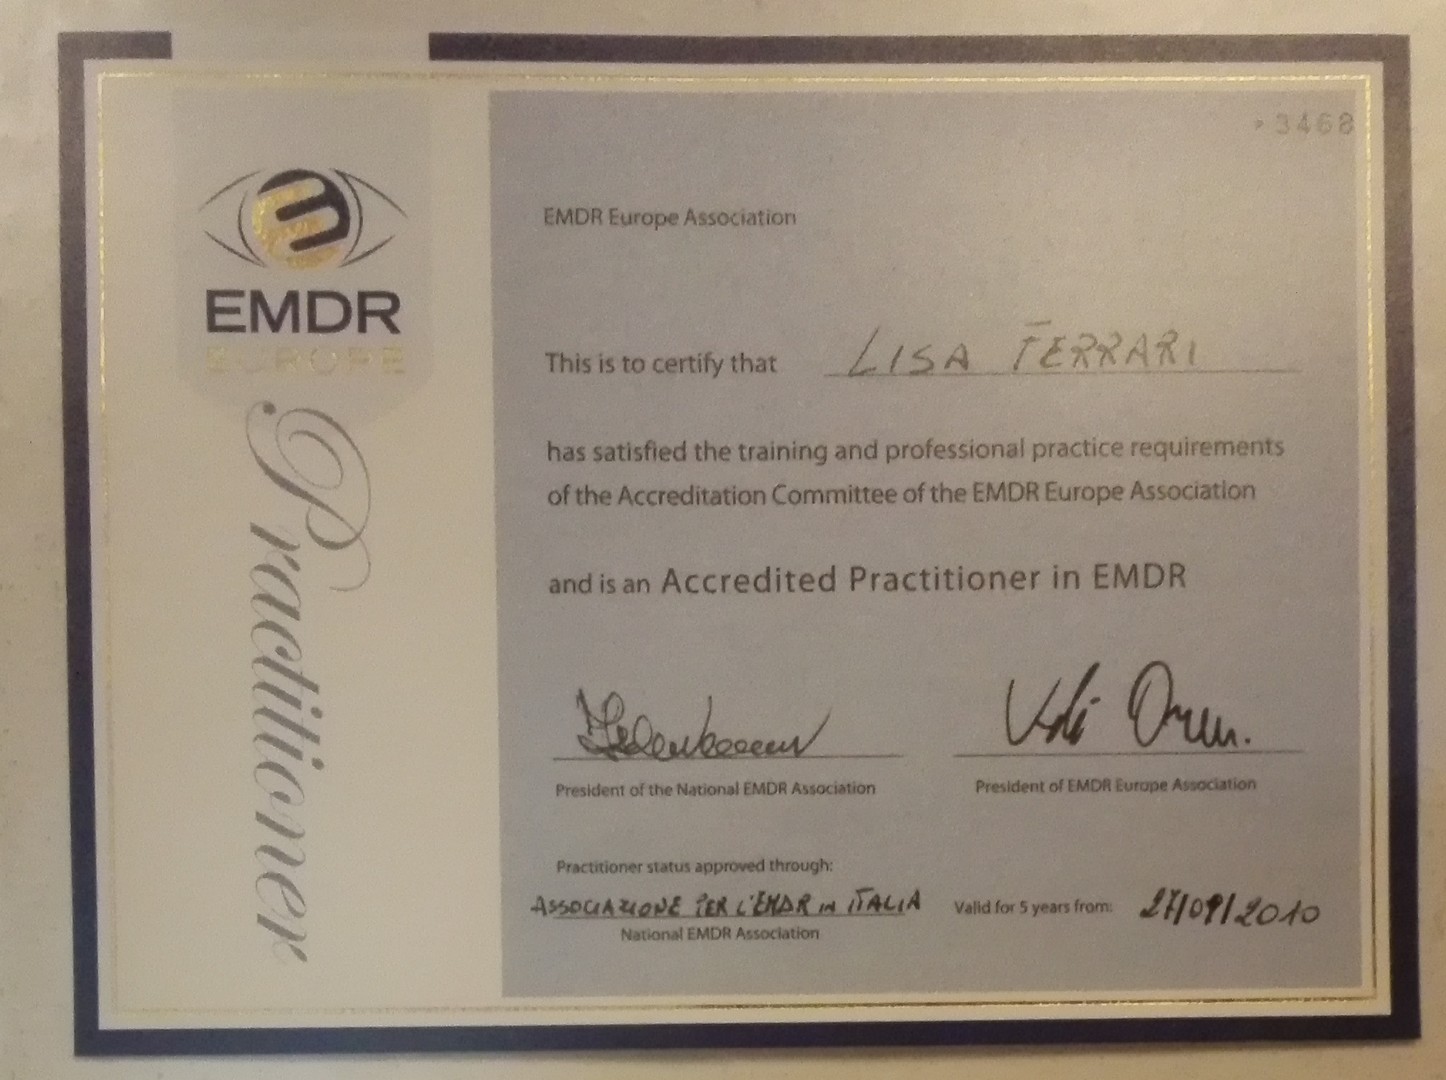 P3468
EMDR
EUROPE
Practitioner
EMDR Europe Association
This is to certify that LISA FERRARI
has satisfied the training and professional practice requirements
of the Accreditation Committee of the EMDR Europe Association
and is an Accredited Practitioner in EMDR
Udi Oren.
President of the National EMDR Association
President of EMDR Europe Association
Practitioner status approved through:
ASSOCIAZIONE PER L'EMDR IN ITALIA
National EMDR Association
Valid for 5 years from: 27/09/2010